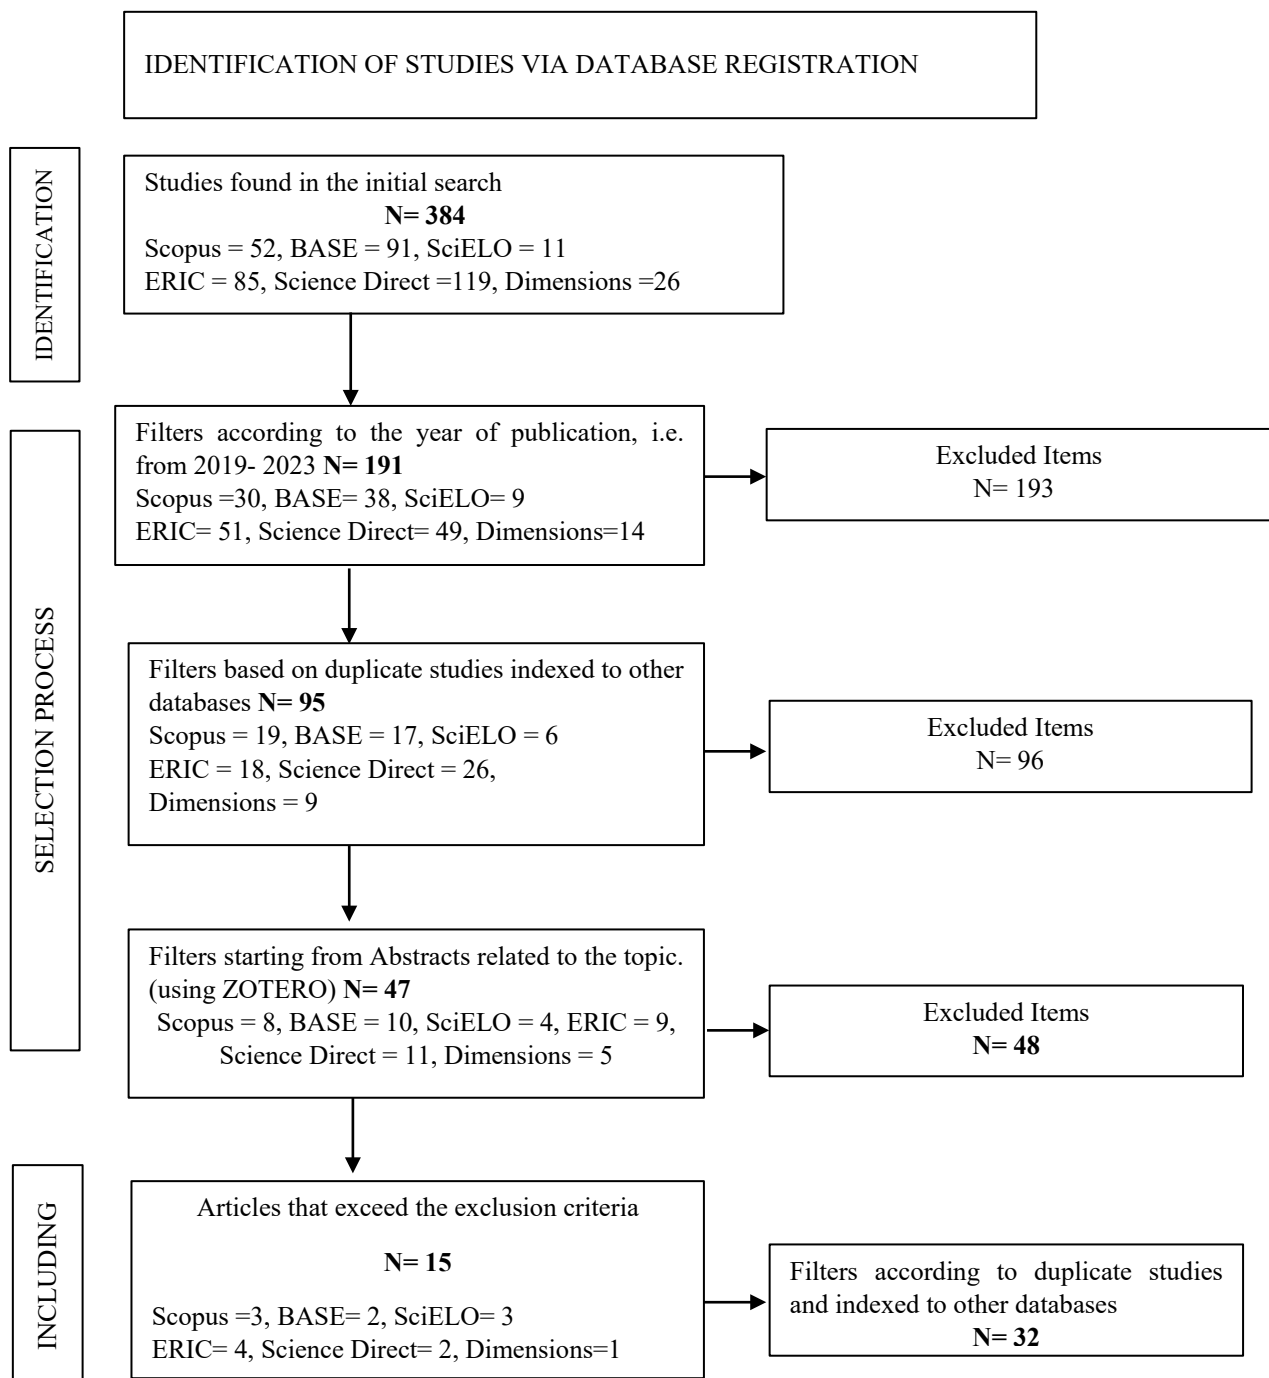 IDENTIFICATION OF STUDIES VIA DATABASE REGISTRATION
IDENTIFICATION
Studies found in the initial search
N= 384
Scopus = 52, BASE = 91, SciELO = 11
ERIC = 85, Science Direct =119, Dimensions =26
SELECTION PROCESS
Filters according to the year of publication, i.e.
from 2019- 2023 N= 191
Scopus =30, BASE= 38, SciELO= 9
ERIC= 51, Science Direct= 49, Dimensions=14
Excluded Items
N= 193
Filters based on duplicate studies indexed to other
databases N= 95
Scopus = 19, BASE = 17, SciELO = 6
ERIC = 18, Science Direct = 26,
Dimensions = 9
Excluded Items
N= 96
Filters starting from Abstracts related to the topic.
(using ZOTERO) N= 47
Scopus = 8, BASE = 10, SciELO = 4, ERIC = 9,
Science Direct = 11, Dimensions = 5
Excluded Items
N= 48
INCLUDING
Articles that exceed the exclusion criteria
N= 15
Scopus =3, BASE= 2, SciELO= 3
ERIC= 4, Science Direct= 2, Dimensions=1
Filters according to duplicate studies
and indexed to other databases
N= 32